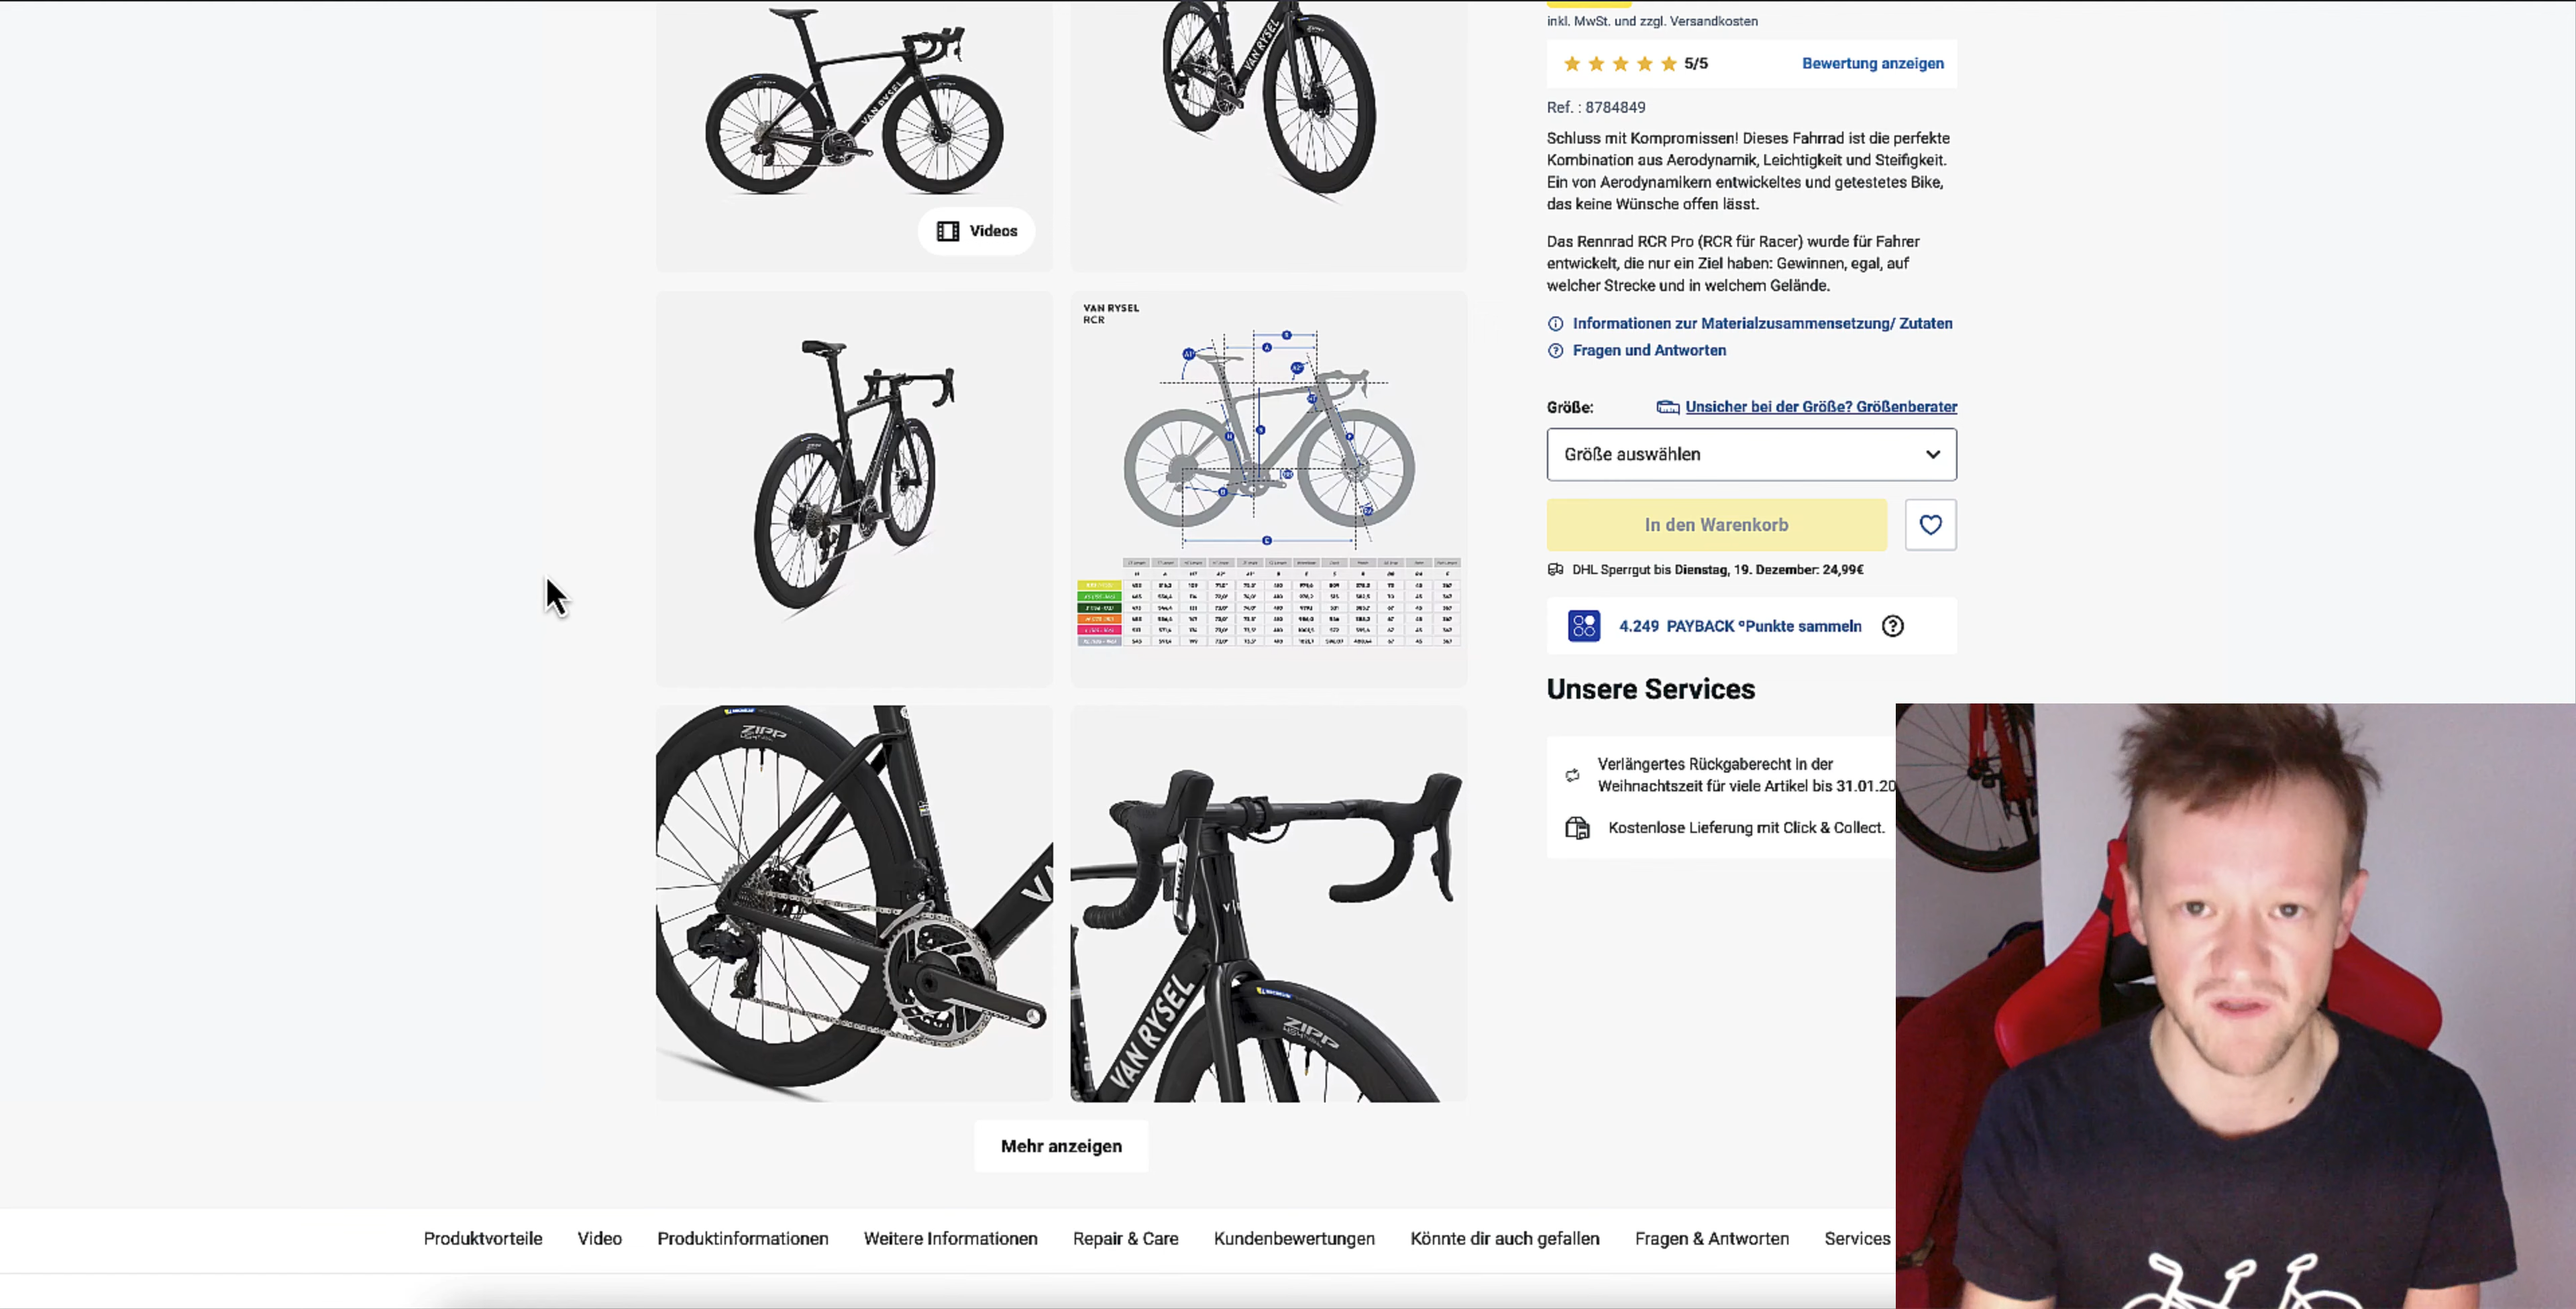 VAN RYSEL
VAN RYSEL
Videos
VAN RYSEL
RCR
ZIPP
VAN RYSEL
ZIPP
Mehr anzeigen
inkl. MwSt. und zzgl. Versandkosten
5/5
Bewertung anzeigen
Ref. : 8784849
Schluss mit Kompromissen! Dieses Fahrrad ist die perfekte
Kombination aus Aerodynamik, Leichtigkeit und Steifigkeit.
Ein von Aerodynamikern entwickeltes und getestetes Bike,
das keine Wünsche offen lässt.
Das Rennrad RCR Pro (RCR für Racer) wurde für Fahrer
entwickelt, die nur ein Ziel haben: Gewinnen, egal, auf
welcher Strecke und in welchem Gelände.
Informationen zur Materialzusammensetzung/ Zutaten
Fragen und Antworten
Größe:
Unsicher bei der Größe? Größenberater
Größe auswählen
In den Warenkorb
DHL Sperrgut bis Dienstag, 19. Dezember: 24,99€
4.249 PAYBACK °Punkte sammeln
Unsere Services
Verlängertes Rückgaberecht in der
Weihnachtszeit für viele Artikel bis 31.01.20
Kostenlose Lieferung mit Click & Collect.
Produktvorteile
Video
Produktinformationen
Weitere Informationen
Repair & Care
Kundenbewertungen
Könnte dir auch gefallen
Fragen & Antworten
Services